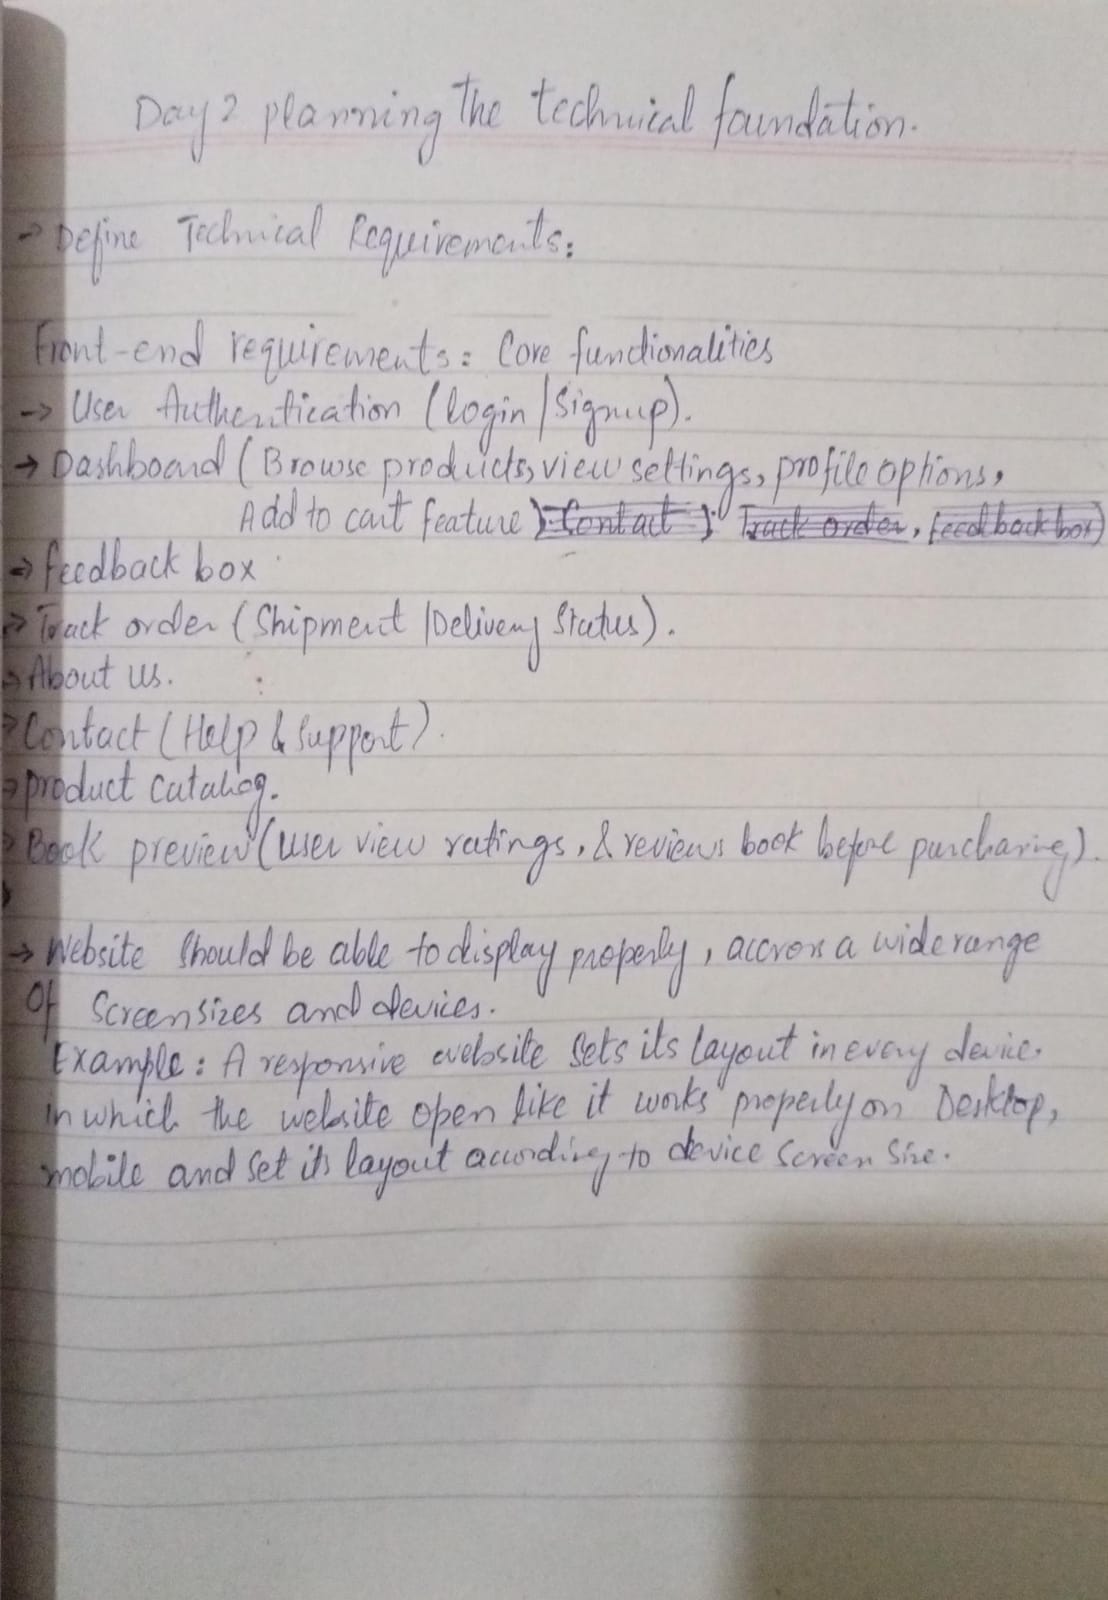 Day 2 planning The technical foundation.
→ Define Technical Requirements:
Front-end requirements: Core functionalities
→ User Authentication (login/Signup).
→ Dashboard (Browse products, view settings, profile options,
Add to cart feature) Contact ); Track order, feedback box)
→ feedback box
→ Track order (Shipment /Delivery Status).
→ About us.
→ Contact (Help & Support).
→ product catalog.
→ Book preview (user view ratings, & reviews book before purchasing).
→ Website should be able to display properly, accross a wide range
Of Screen sizes and devices.
Example: A responsive website sets its layout in every device.
in which the website open like it works properly on Desktop,
mobile and set its layout according to device Screen Size.